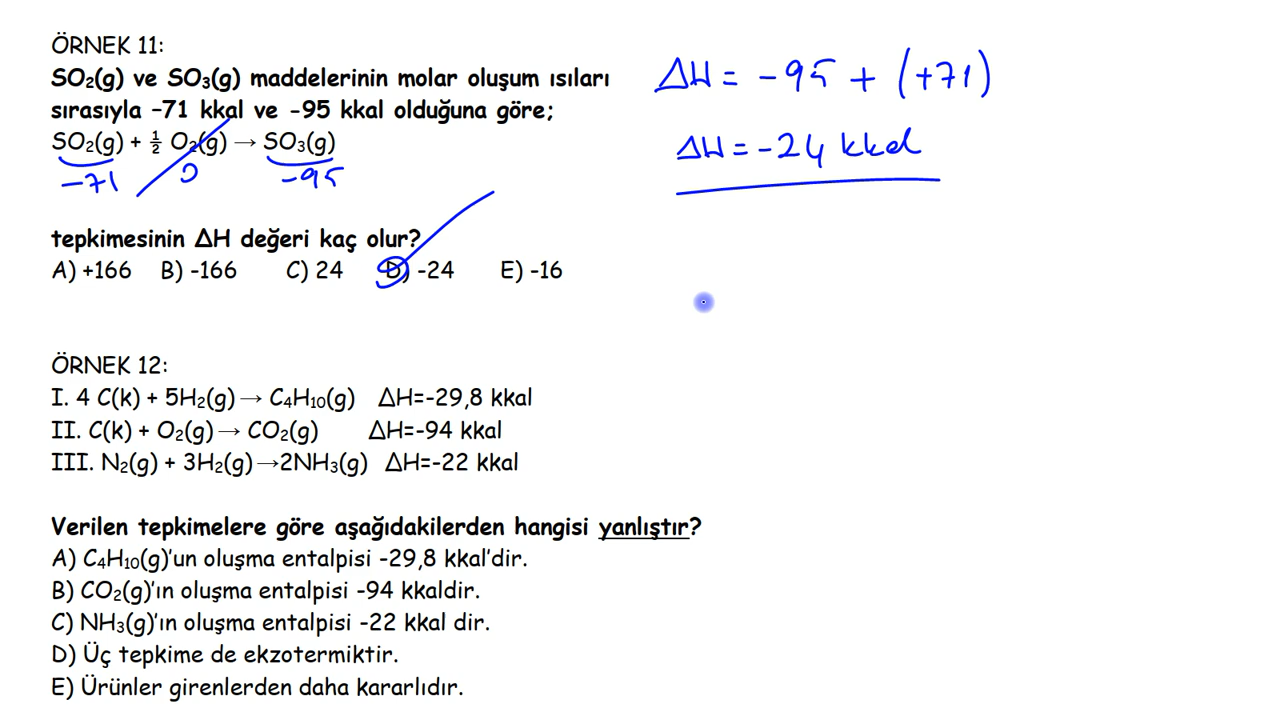 ÖRNEK 11:
SO₂(g) ve SO₃(g) maddelerinin molar oluşum ısıları
sırasıyla -71 kkal ve -95 kkal olduğuna göre;
SO₂(g) + ½ O₂(g) → SO₃(g)
-71 0 -95
tepkimesinin ΔH değeri kaç olur?
A) +166 B) -166 C) 24 D) -24 E) -16
ΔH = -95 + (+71)
ΔH = -24 kkal
ÖRNEK 12:
I. 4 C(k) + 5H₂(g) → C₄H₁₀(g) ΔH=-29,8 kkal
II. C(k) + O₂(g) → CO₂(g) ΔH=-94 kkal
III. N₂(g) + 3H₂(g) →2NH₃(g) ΔH=-22 kkal
Verilen tepkimelere göre aşağıdakilerden hangisi yanlıştır?
A) C₄H₁₀(g)'un oluşma entalpisi -29,8 kkal'dir.
B) CO₂(g)'ın oluşma entalpisi -94 kkaldir.
C) NH₃(g)'ın oluşma entalpisi -22 kkal dir.
D) Üç tepkime de ekzotermiktir.
E) Ürünler girenlerden daha kararlıdır.